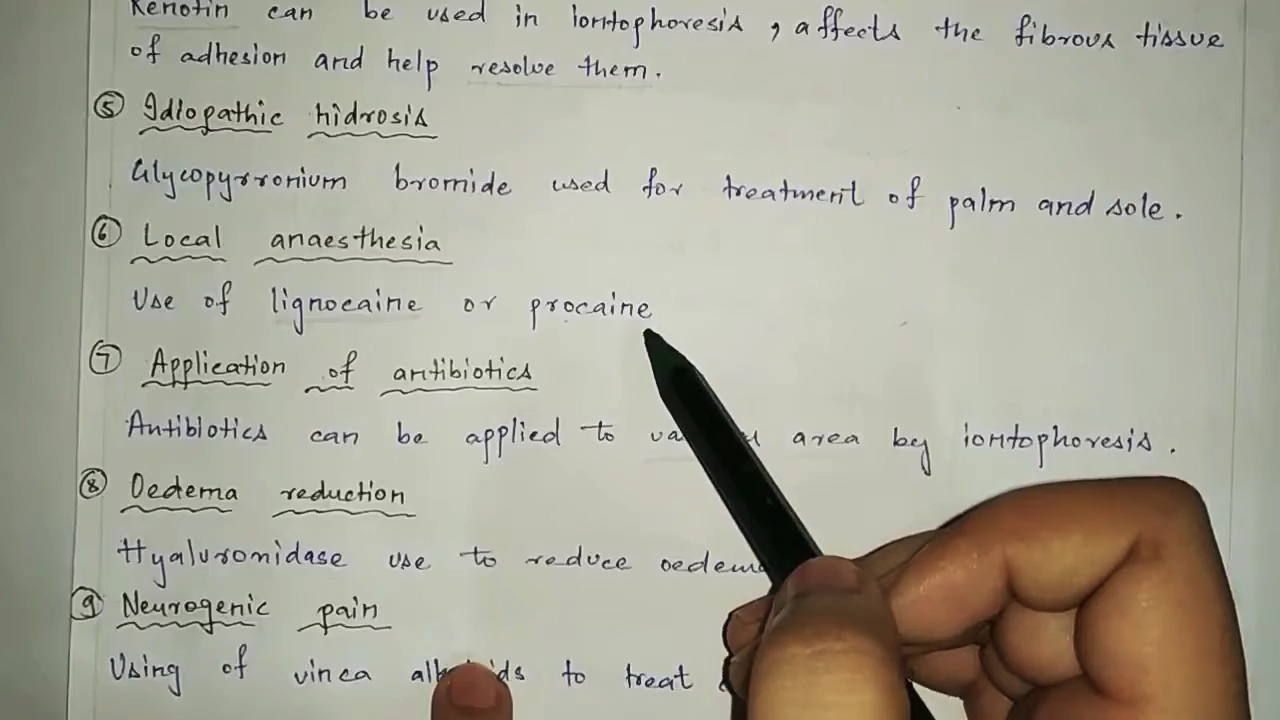 can be used in Iontophoresis, affects the fibrous tissue
of adhesion and help resolve them.
⑤ Idiopathic hidrosis
Glycopyrronium bromide used for treatment of palm and sole.
⑥ Local anaesthesia
Use of lignocaine or procaine
⑦ Application of antibiotics
Antibiotics can be applied to area by iontophoresis.
⑧ Oedema reduction
Hyaluronidase use to reduce
⑨ Neurogenic pain
Using of vinca to treat